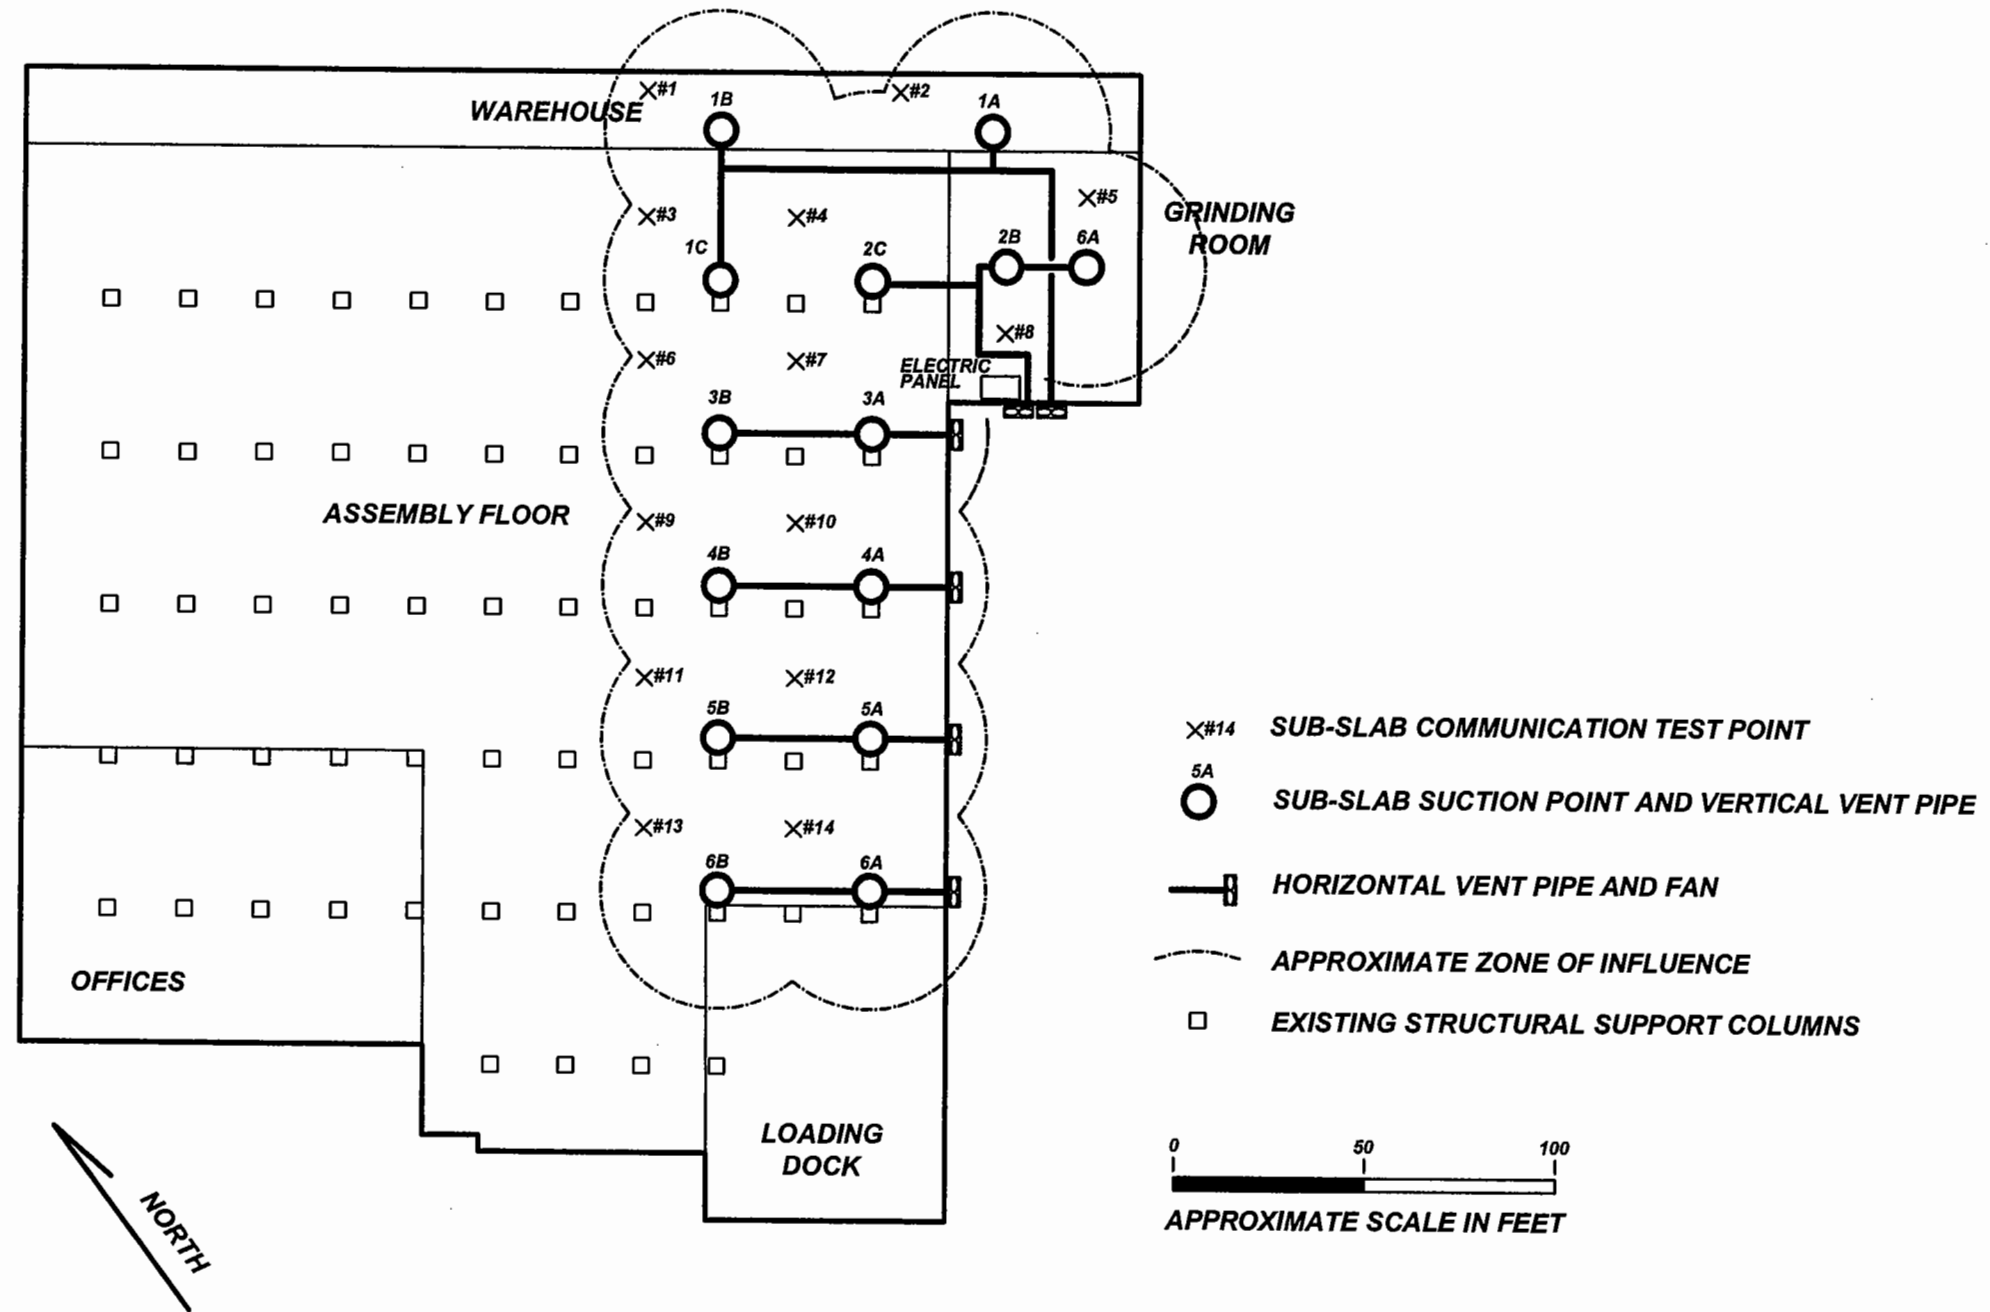 #1
#2
WAREHOUSE
1B
1A
#3
#4
#5
GRINDING
ROOM
1C
2C
2B
6A
#8
#6
#7
ELECTRIC
PANEL
3B
3A
ASSEMBLY FLOOR
#9
#10
4B
4A
#11
#12
5B
5A
#13
#14
6B
6A
OFFICES
LOADING
DOCK
NORTH
#14 SUB-SLAB COMMUNICATION TEST POINT
5A
SUB-SLAB SUCTION POINT AND VERTICAL VENT PIPE
HORIZONTAL VENT PIPE AND FAN
APPROXIMATE ZONE OF INFLUENCE
EXISTING STRUCTURAL SUPPORT COLUMNS
0 50 100
APPROXIMATE SCALE IN FEET